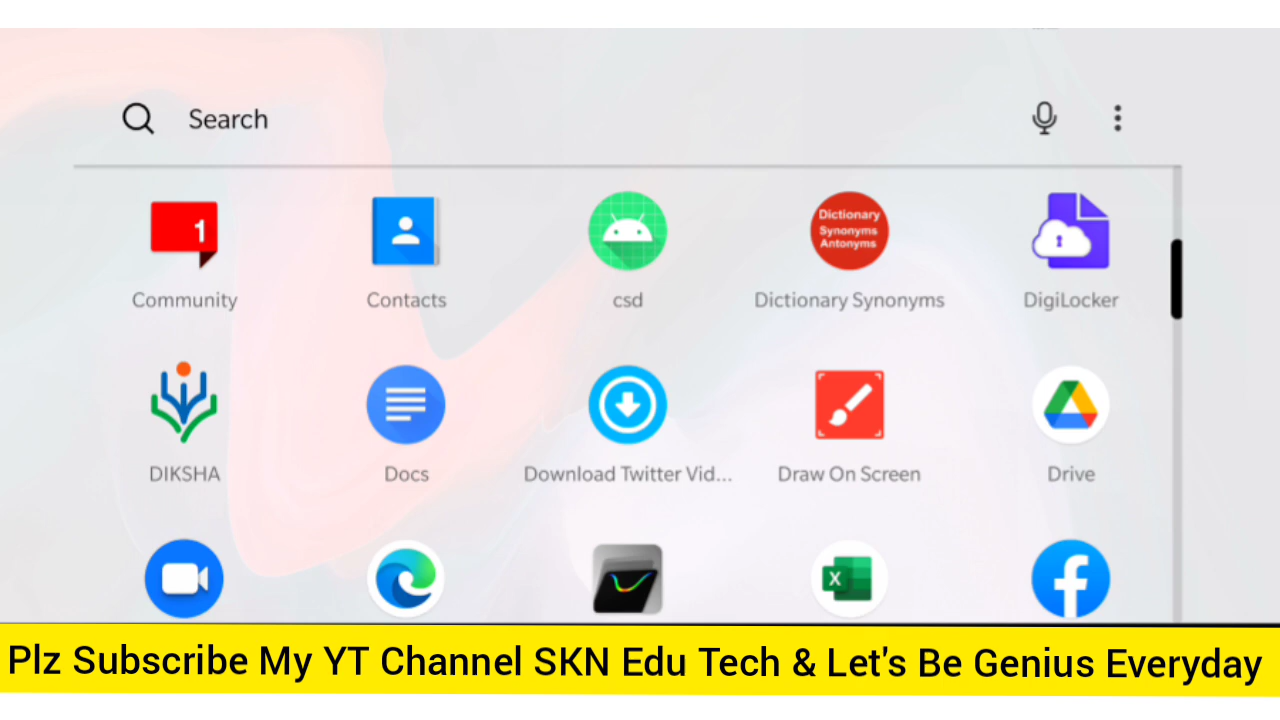 Search
1
Community
Contacts
csd
Dictionary
Synonyms
Antonyms
Dictionary Synonyms
DigiLocker
DIKSHA
Docs
Download Twitter Vid...
Draw On Screen
Drive
X
f
Plz Subscribe My YT Channel SKN Edu Tech & Let's Be Genius Everyday